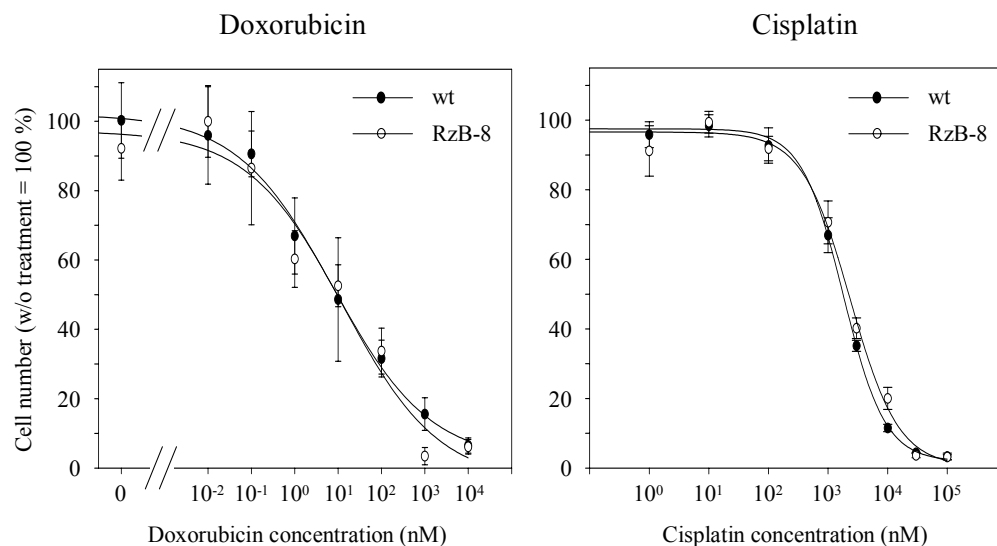 Doxorubicin
Cell number (w/o treatment = 100 %)
100
80
60
40
20
0
wt
RzB-8
0
10⁻²
10⁻¹
10⁰
10¹
10²
10³
10⁴
Doxorubicin concentration (nM)
Cisplatin
100
80
60
40
20
0
wt
RzB-8
10⁰
10¹
10²
10³
10⁴
10⁵
Cisplatin concentration (nM)